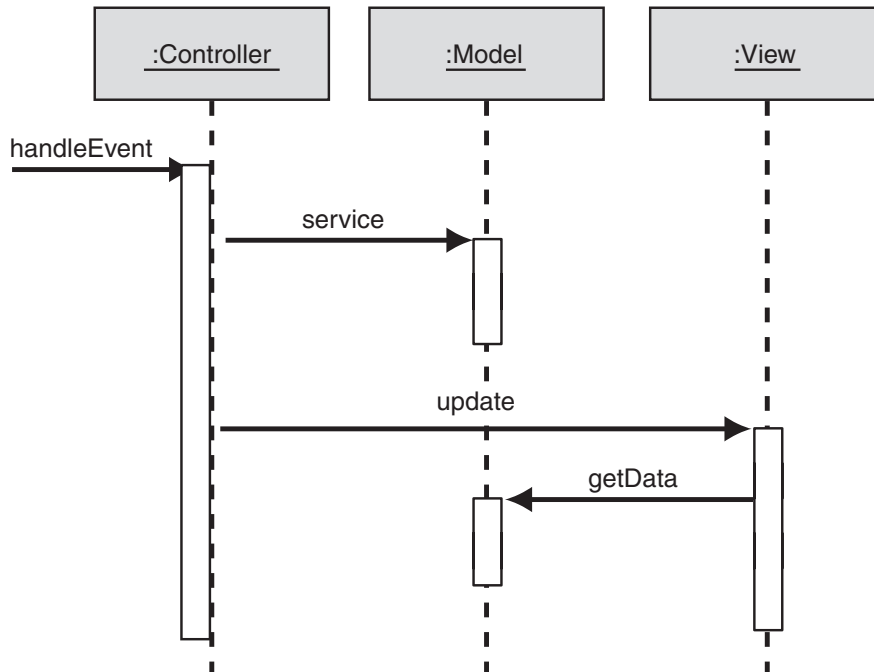 :Controller
:Model
:View
handleEvent
service
update
getData